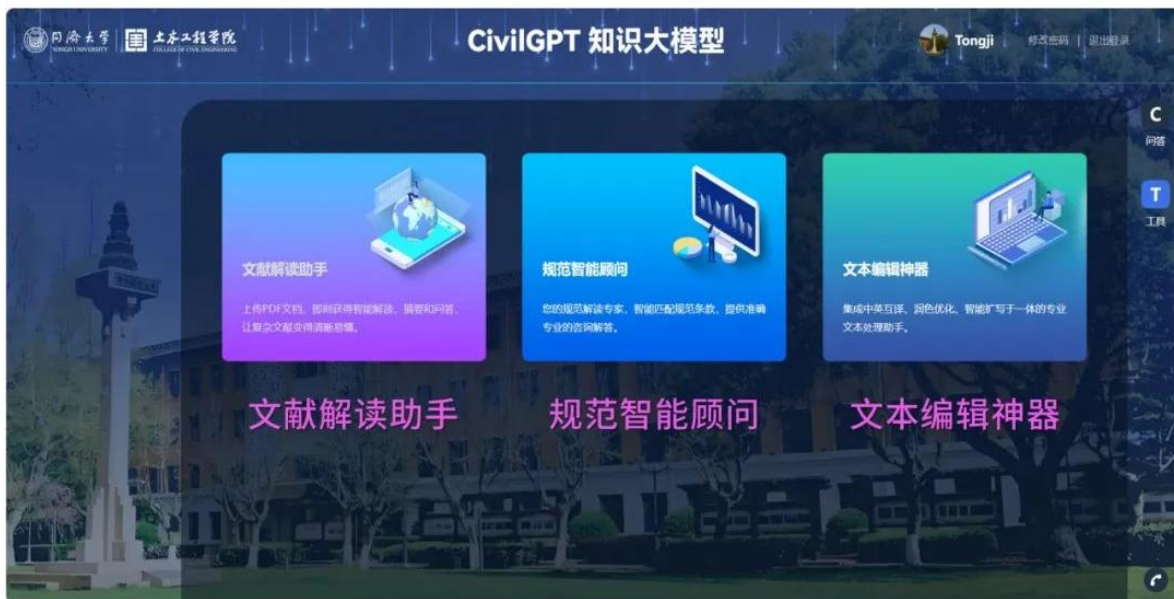 同济大学
TONGJI UNIVERSITY
土木工程学院
COLLEGE OF CIVIL ENGINEERING
CivilGPT 知识大模型
Tongji
修改密码 | 退出登录
C
问答
T
工具
文献解读助手
上传PDF文档，即刻获得智能解读、摘要和问答，
让复杂文献变得清晰易懂。
规范智能顾问
您的规范解读专家，智能匹配规范条款，提供准确
专业的咨询解答。
文本编辑神器
集成中英互译、润色优化、智能扩写于一体的专业
文本处理助手。
文献解读助手
规范智能顾问
文本编辑神器